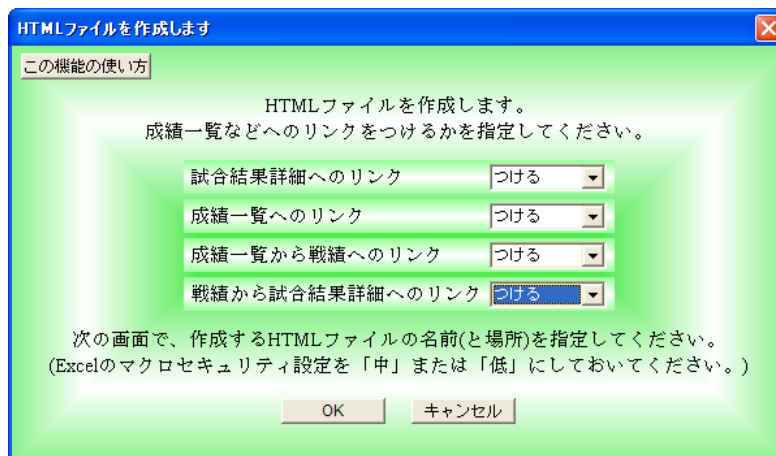 HTMLファイルを作成します
この機能の使い方
HTMLファイルを作成します。
成績一覧などへのリンクをつけるかを指定してください。
試合結果詳細へのリンク つける
成績一覧へのリンク つける
成績一覧から戦績へのリンク つける
戦績から試合結果詳細へのリンク つける
次の画面で、作成するHTMLファイルの名前(と場所)を指定してください。
(Excelのマクロセキュリティ設定を「中」または「低」にしておいてください。)
OK キャンセル